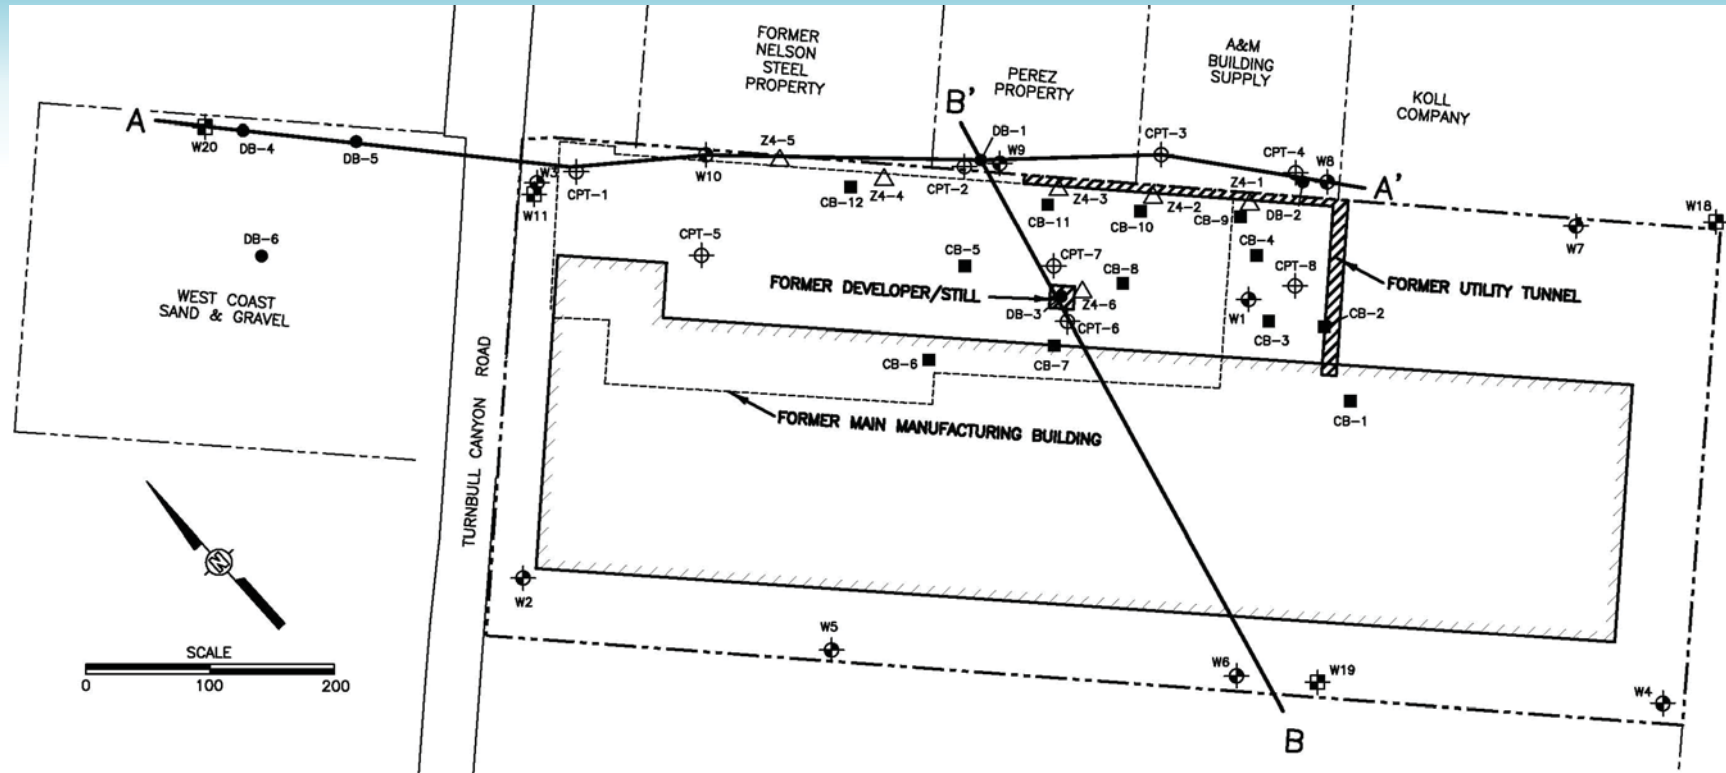 FORMER
NELSON
STEEL
PROPERTY
PEREZ
PROPERTY
A&M
BUILDING
SUPPLY
KOLL
COMPANY
A
W20
DB-4
DB-5
W3
W11
CPT-1
W10
Z4-5
Z4-4
CB-12
B'
DB-1
W9
CPT-2
CPT-3
CPT-4
W8
A'
Z4-1
Z4-3
Z4-2
DB-2
CB-11
CB-10
CB-9
W7
W18
DB-6
CPT-5
CB-5
CPT-7
CB-8
CB-4
CPT-8
WEST COAST
SAND & GRAVEL
FORMER DEVELOPER/STILL
Z4-6
DB-3
CPT-6
W1
CB-3
CB-2
FORMER UTILITY TUNNEL
CB-6
CB-7
CB-1
FORMER MAIN MANUFACTURING BUILDING
TURNBULL CANYON ROAD
N
W2
W5
W6
W19
W4
B
SCALE
0 100 200